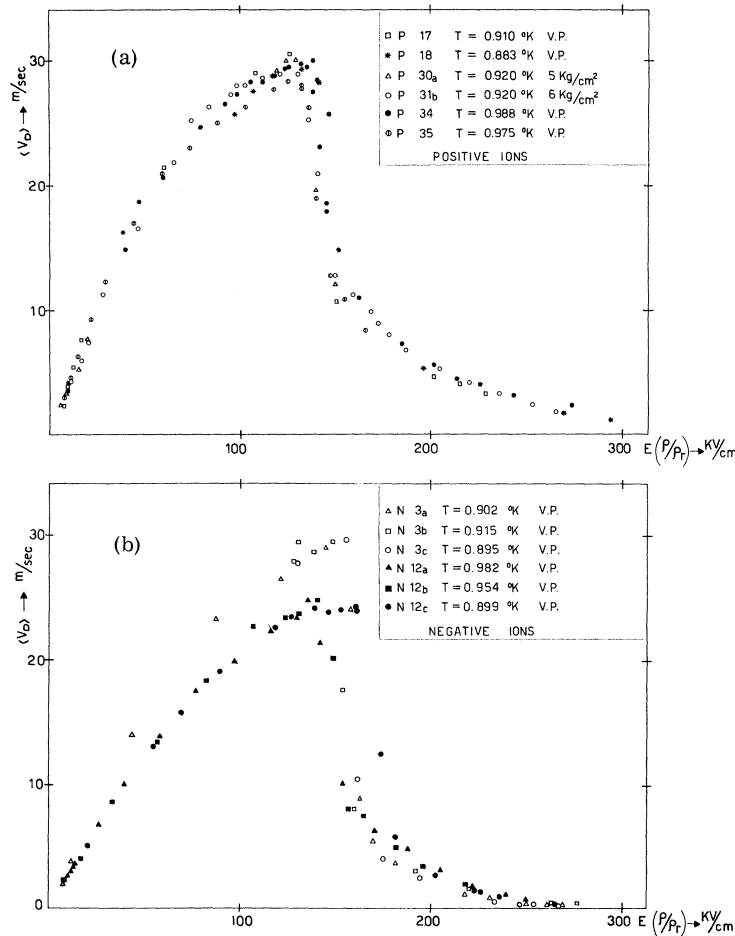 (a)
⟨V_D⟩ → m/sec
30
20
10
□ P 17 T = 0.910 °K V.P.
✱ P 18 T = 0.883 °K V.P.
△ P 30a T = 0.920 °K 5 Kg/cm²
○ P 31b T = 0.920 °K 6 Kg/cm²
● P 34 T = 0.988 °K V.P.
⦶ P 35 T = 0.975 °K V.P.
POSITIVE IONS
100 200 300
E (ρ/ρr) → KV/cm
(b)
⟨V_D⟩ → m/sec
30
20
10
0
△ N 3a T = 0.902 °K V.P.
□ N 3b T = 0.915 °K V.P.
○ N 3c T = 0.895 °K V.P.
▲ N 12a T = 0.982 °K V.P.
■ N 12b T = 0.954 °K V.P.
● N 12c T = 0.899 °K V.P.
NEGATIVE IONS
100 200 300
E (ρ/ρr) → KV/cm